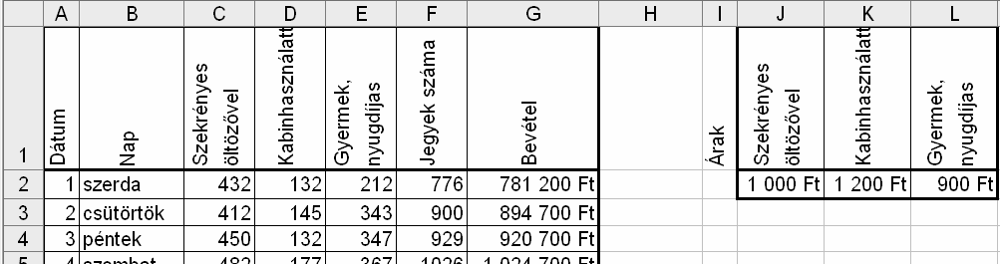 A B C D E F G H I J K L
1 Dátum Nap Szekrényes öltözővel Kabinhasználatt Gyermek, nyugdíjas Jegyek száma Bevétel Árak Szekrényes öltözővel Kabinhasználatt Gyermek, nyugdíjas
2 1 szerda 432 132 212 776 781 200 Ft 1 000 Ft 1 200 Ft 900 Ft
3 2 csütörtök 412 145 343 900 894 700 Ft
4 3 péntek 450 132 347 929 920 700 Ft
5 4 szombat 482 177 367 1026 1 024 700 Ft